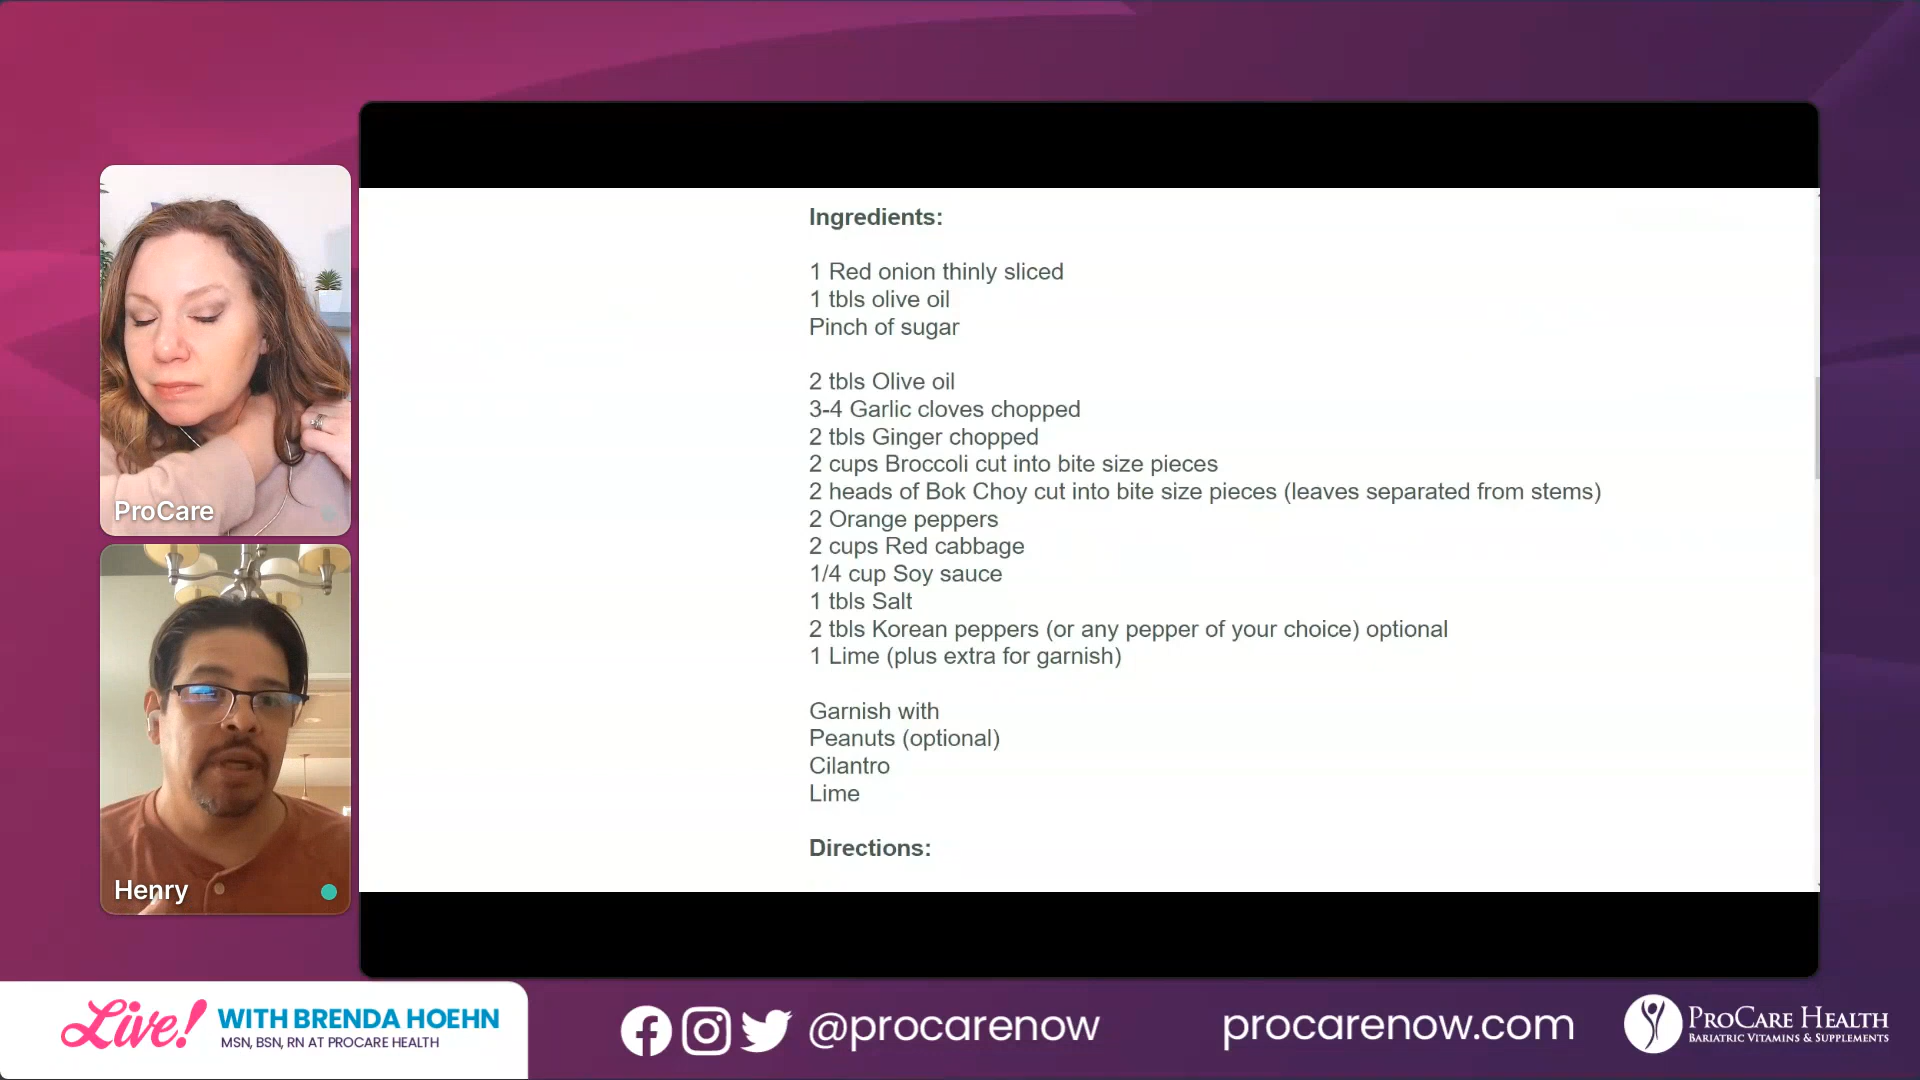 Ingredients:
1 Red onion thinly sliced
1 tbls olive oil
Pinch of sugar
2 tbls Olive oil
3-4 Garlic cloves chopped
2 tbls Ginger chopped
2 cups Broccoli cut into bite size pieces
2 heads of Bok Choy cut into bite size pieces (leaves separated from stems)
2 Orange peppers
2 cups Red cabbage
1/4 cup Soy sauce
1 tbls Salt
2 tbls Korean peppers (or any pepper of your choice) optional
1 Lime (plus extra for garnish)
Garnish with
Peanuts (optional)
Cilantro
Lime
Directions:
ProCare
Henry
Live! WITH BRENDA HOEHN
MSN, BSN, RN AT PROCARE HEALTH
@procarenow
procarenow.com
PROCARE HEALTH
BARIATRIC VITAMINS & SUPPLEMENTS